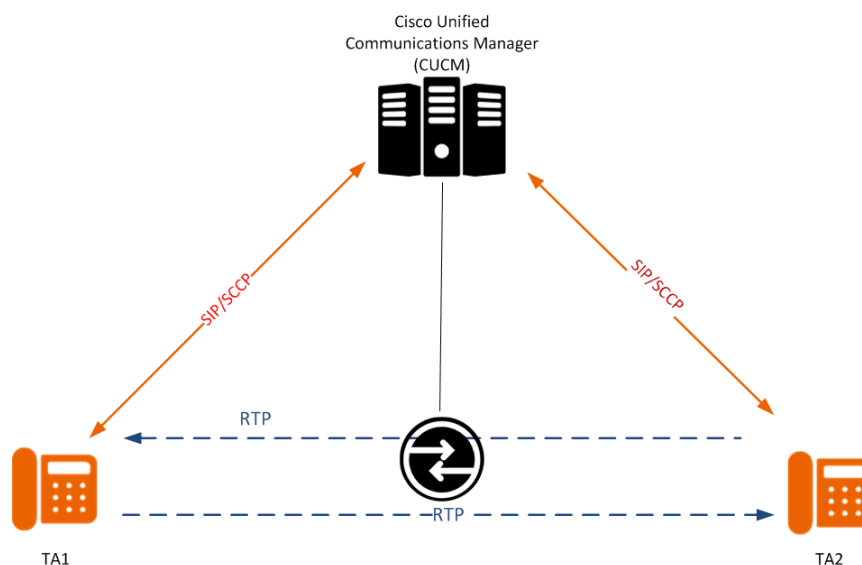 Cisco Unified
Communications Manager
(CUCM)
SIP/SCCP
SIP/SCCP
RTP
RTP
TA1
TA2